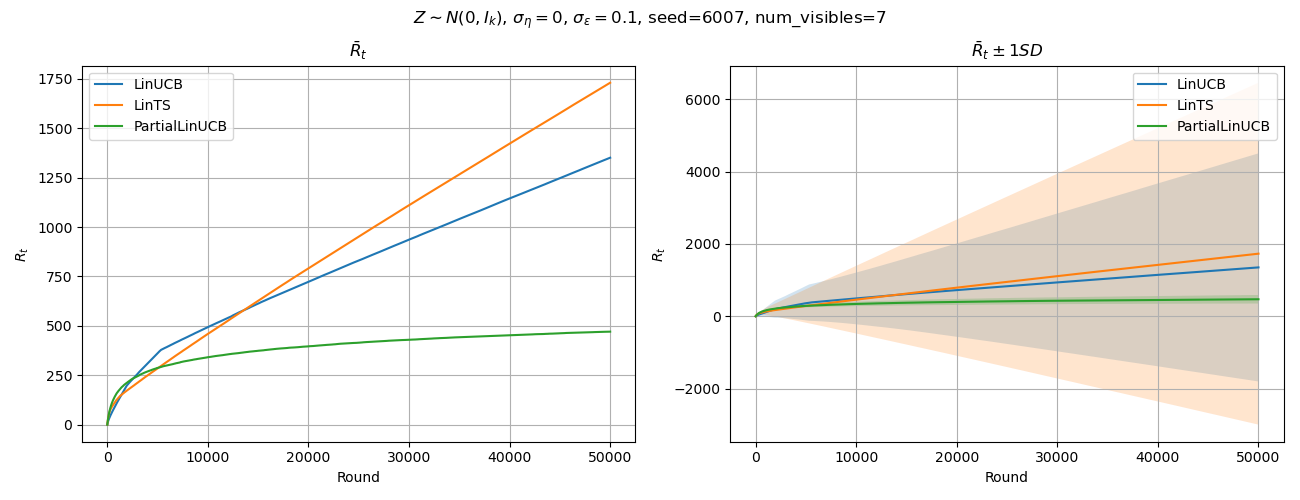 Z ~ N(0, I_k), σ_η = 0, σ_ε = 0.1, seed=6007, num_visibles=7
R̄_t
R̄_t ± 1SD
1750
1500
1250
1000
750
500
250
0
R_t
LinUCB
LinTS
PartialLinUCB
0 10000 20000 30000 40000 50000
Round
6000
4000
2000
0
−2000
R_t
LinUCB
LinTS
PartialLinUCB
0 10000 20000 30000 40000 50000
Round